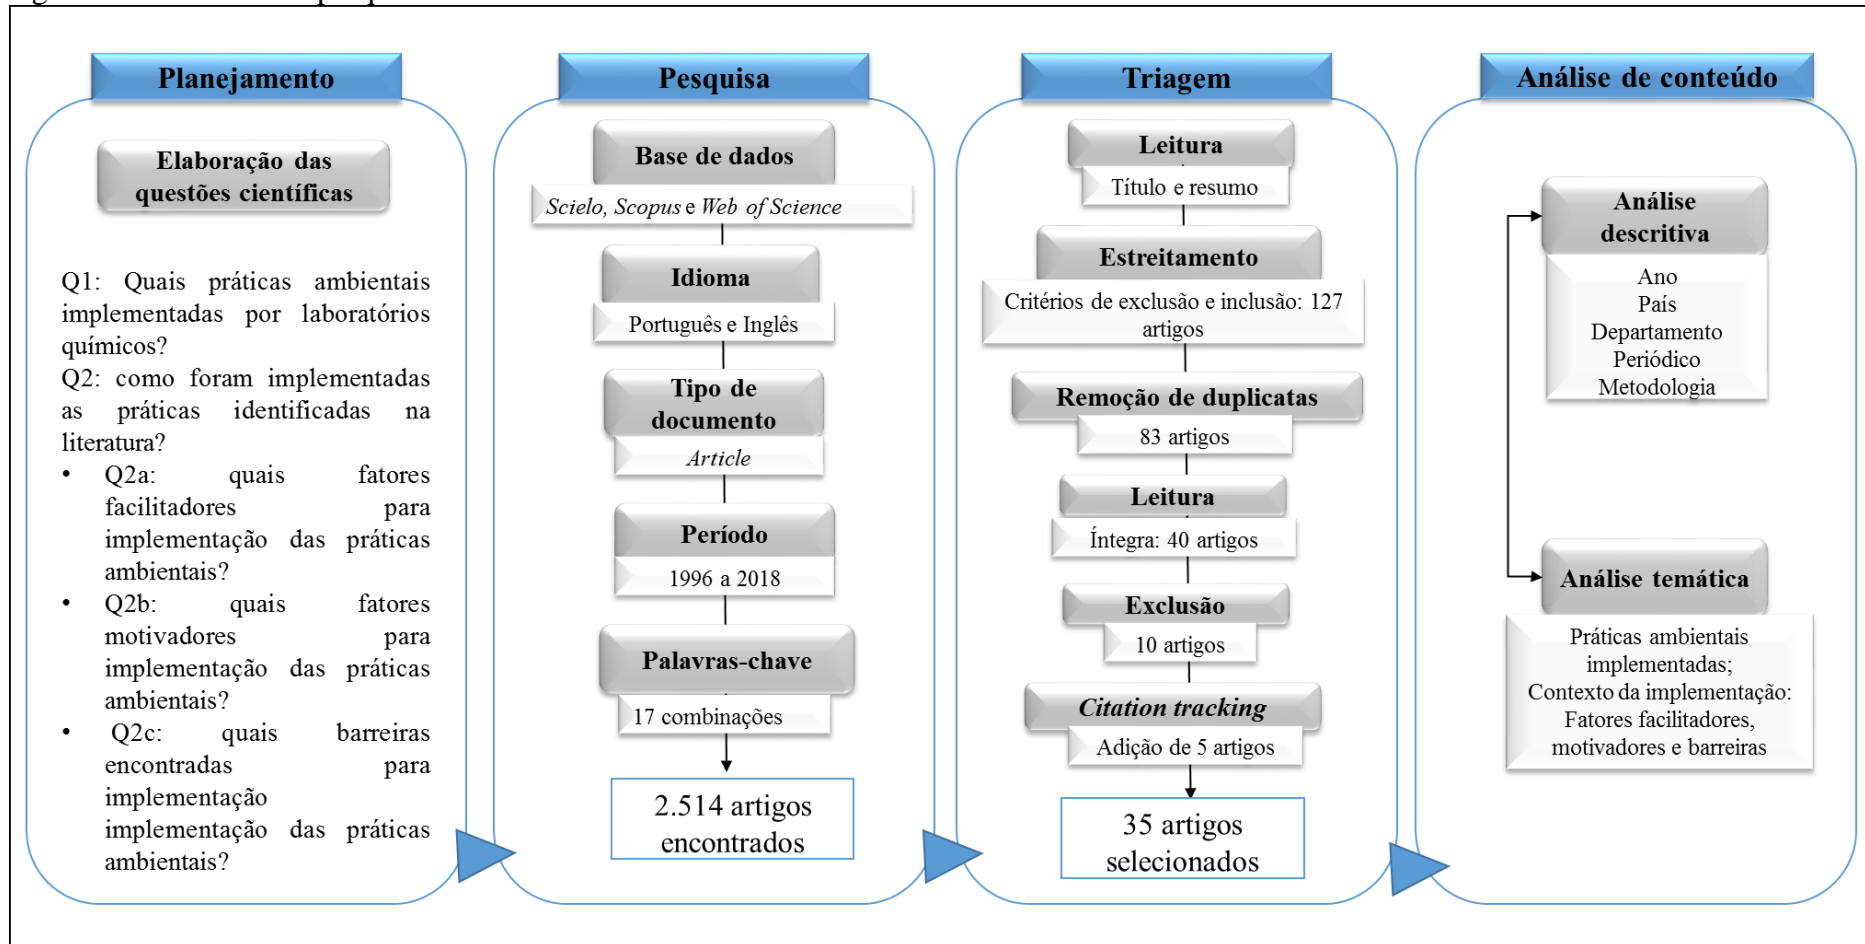 Planejamento
Elaboração das
questões científicas
Q1: Quais práticas ambientais
implementadas por laboratórios
químicos?
Q2: como foram implementadas
as práticas identificadas na
literatura?
• Q2a: quais fatores
facilitadores para
implementação das práticas
ambientais?
• Q2b: quais fatores
motivadores para
implementação das práticas
ambientais?
• Q2c: quais barreiras
encontradas para
implementação
implementação das práticas
ambientais?
Pesquisa
Base de dados
Scielo, Scopus e Web of Science
Idioma
Português e Inglês
Tipo de
documento
Article
Período
1996 a 2018
Palavras-chave
17 combinações
2.514 artigos
encontrados
Triagem
Leitura
Título e resumo
Estreitamento
Critérios de exclusão e inclusão: 127
artigos
Remoção de duplicatas
83 artigos
Leitura
Íntegra: 40 artigos
Exclusão
10 artigos
Citation tracking
Adição de 5 artigos
35 artigos
selecionados
Análise de conteúdo
Análise
descritiva
Ano
País
Departamento
Periódico
Metodologia
Análise temática
Práticas ambientais
implementadas;
Contexto da implementação:
Fatores facilitadores,
motivadores e barreiras